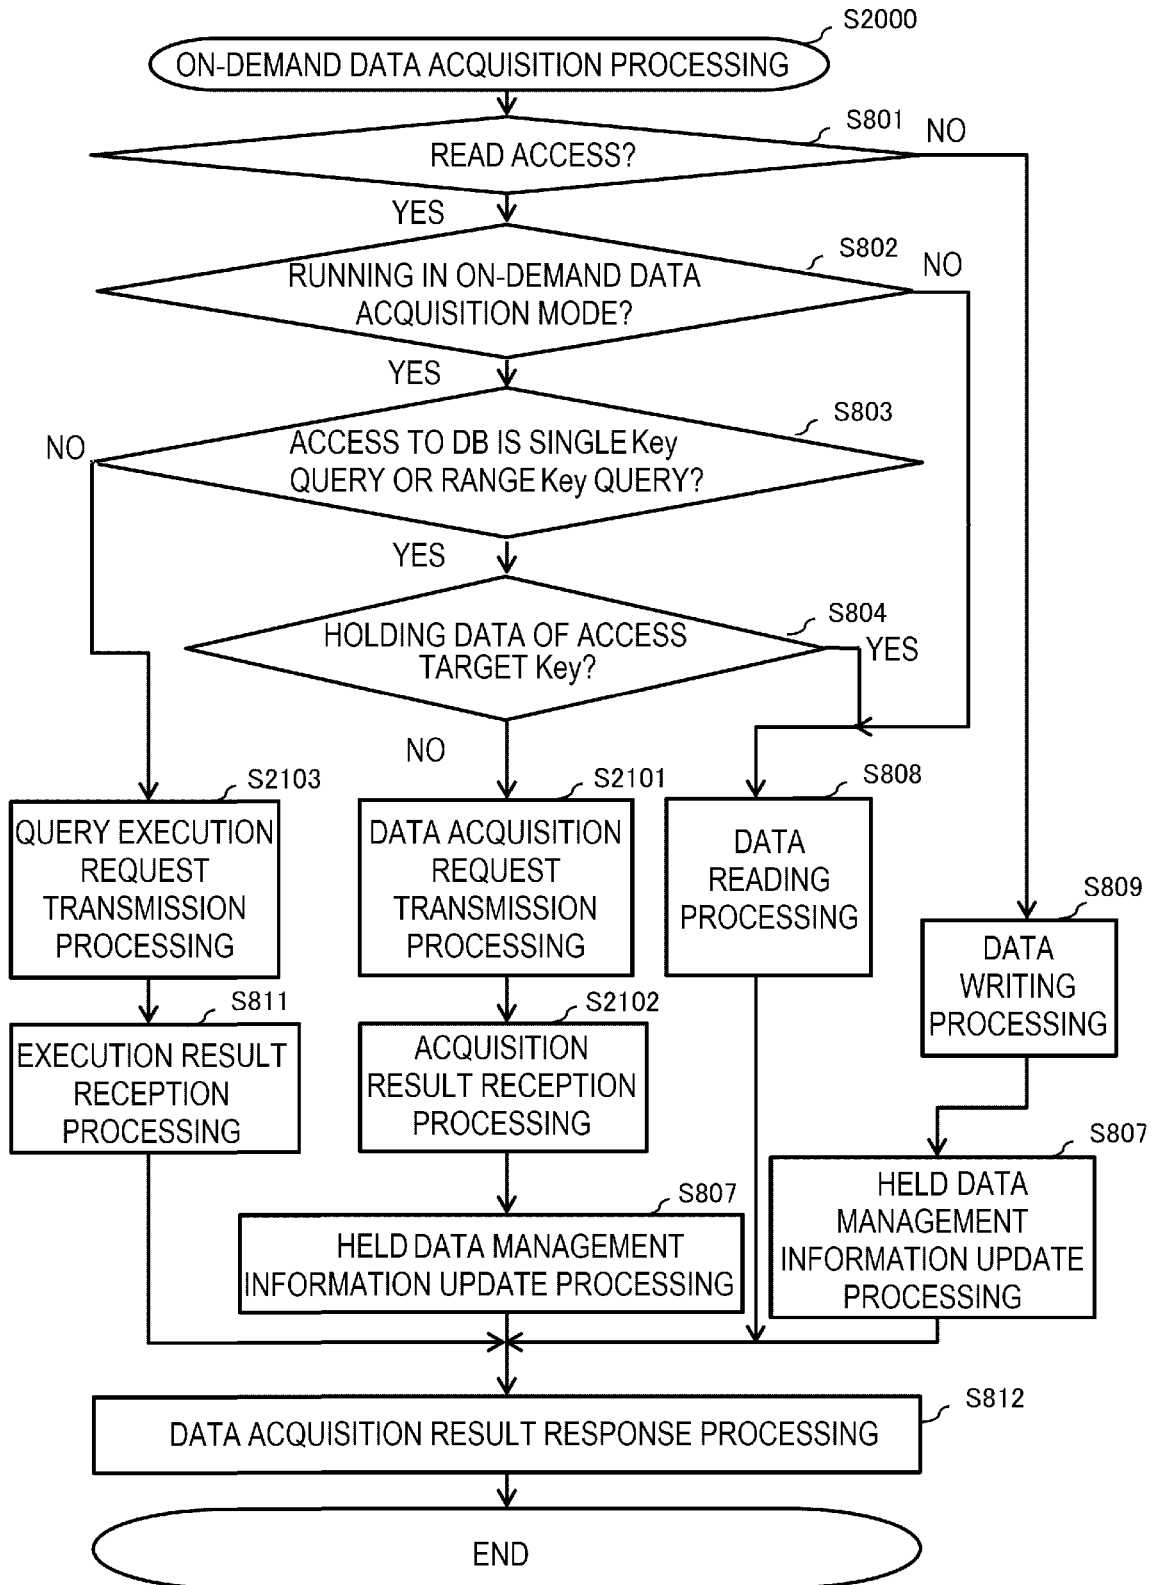 S2000
ON-DEMAND DATA ACQUISITION PROCESSING
S801
NO
READ ACCESS?
YES
S802
NO
RUNNING IN ON-DEMAND DATA
ACQUISITION MODE?
YES
S803
NO
ACCESS TO DB IS SINGLE Key
QUERY OR RANGE Key QUERY?
YES
S804
HOLDING DATA OF ACCESS
TARGET Key?
YES
NO
S2103
QUERY EXECUTION
REQUEST
TRANSMISSION
PROCESSING
S2101
DATA ACQUISITION
REQUEST
TRANSMISSION
PROCESSING
S808
DATA
READING
PROCESSING
S809
DATA
WRITING
PROCESSING
S811
EXECUTION RESULT
RECEPTION
PROCESSING
S2102
ACQUISITION
RESULT RECEPTION
PROCESSING
S807
HELD DATA MANAGEMENT
INFORMATION UPDATE PROCESSING
S807
HELD DATA
MANAGEMENT
INFORMATION UPDATE
PROCESSING
S812
DATA ACQUISITION RESULT RESPONSE PROCESSING
END